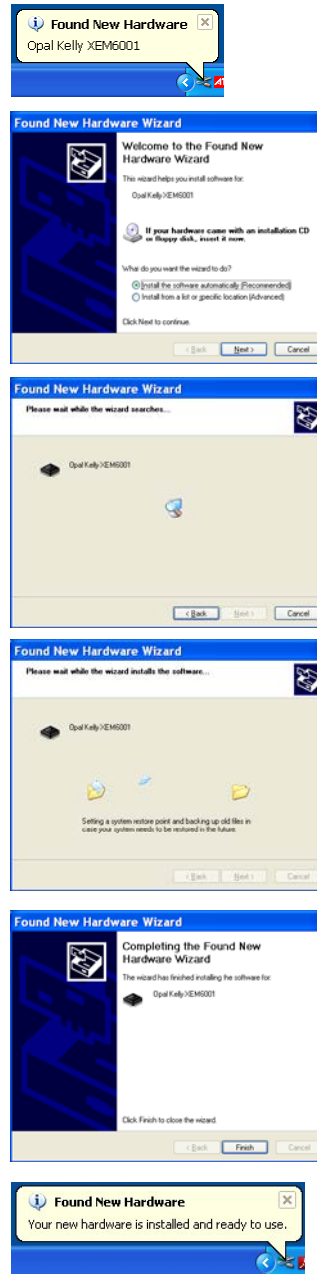 Found New Hardware
Opal Kelly XEM6001
Found New Hardware Wizard
Welcome to the Found New
Hardware Wizard
This wizard helps you install software for:
Opal Kelly XEM6001
If your hardware came with an installation CD
or floppy disk, insert it now.
What do you want the wizard to do?
Install the software automatically (Recommended)
Install from a list or specific location (Advanced)
Click Next to continue.
< Back Next > Cancel
Found New Hardware Wizard
Please wait while the wizard searches...
Opal Kelly XEM6001
< Back Next > Cancel
Found New Hardware Wizard
Please wait while the wizard installs the software...
Opal Kelly XEM6001
Setting a system restore point and backing up old files in
case your system needs to be restored in the future.
< Back Next > Cancel
Found New Hardware Wizard
Completing the Found New
Hardware Wizard
The wizard has finished installing the software for:
Opal Kelly XEM6001
Click Finish to close the wizard.
< Back Finish Cancel
Found New Hardware
Your new hardware is installed and ready to use.